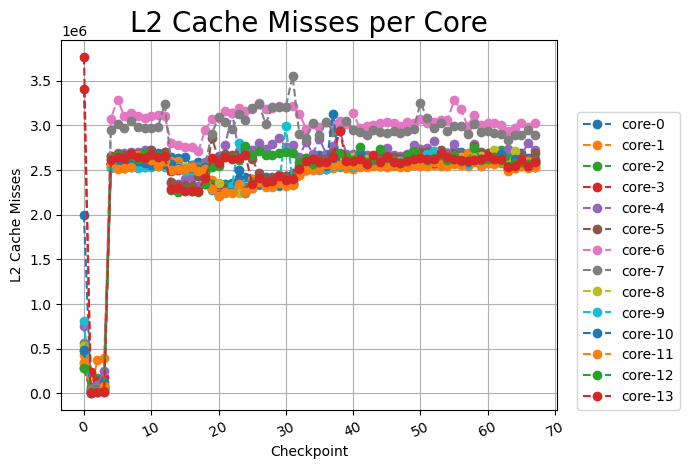 L2 Cache Misses per Core
1e6
3.5
3.0
2.5
2.0
1.5
1.0
0.5
0.0
L2 Cache Misses
0
10
20
30
40
50
60
70
Checkpoint
core-0
core-1
core-2
core-3
core-4
core-5
core-6
core-7
core-8
core-9
core-10
core-11
core-12
core-13